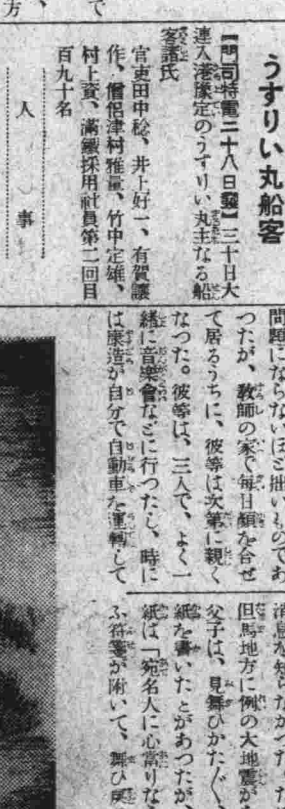 方
て
うすりい丸船客
【門司特電二十八日發】三十日大
連入港豫定のうすりい丸主なる船
客諸氏
官吏田中稔、井上好一、有賀讓
作、僧侶津村雅量、竹中定雄、
村上資、滿鐵採用社員第二回目
百九十名
人事
問題にならないほど拙いものであ
つたが、教師の家で毎日顏を合せ
て居るうちに、彼等は次第に親く
なつた。彼等は、三人で、よく一
緒に音樂會などに行つたし、時に
は康造が自分で自動車を運轉して
消息を知らなかつた。
但馬地方に例の大地震が
父子は、見舞ひかた〴〵、
紙を書いたとがあつたが、
紙は「宛名人に心當りな
ふ符箋が附いて、舞ひ戾